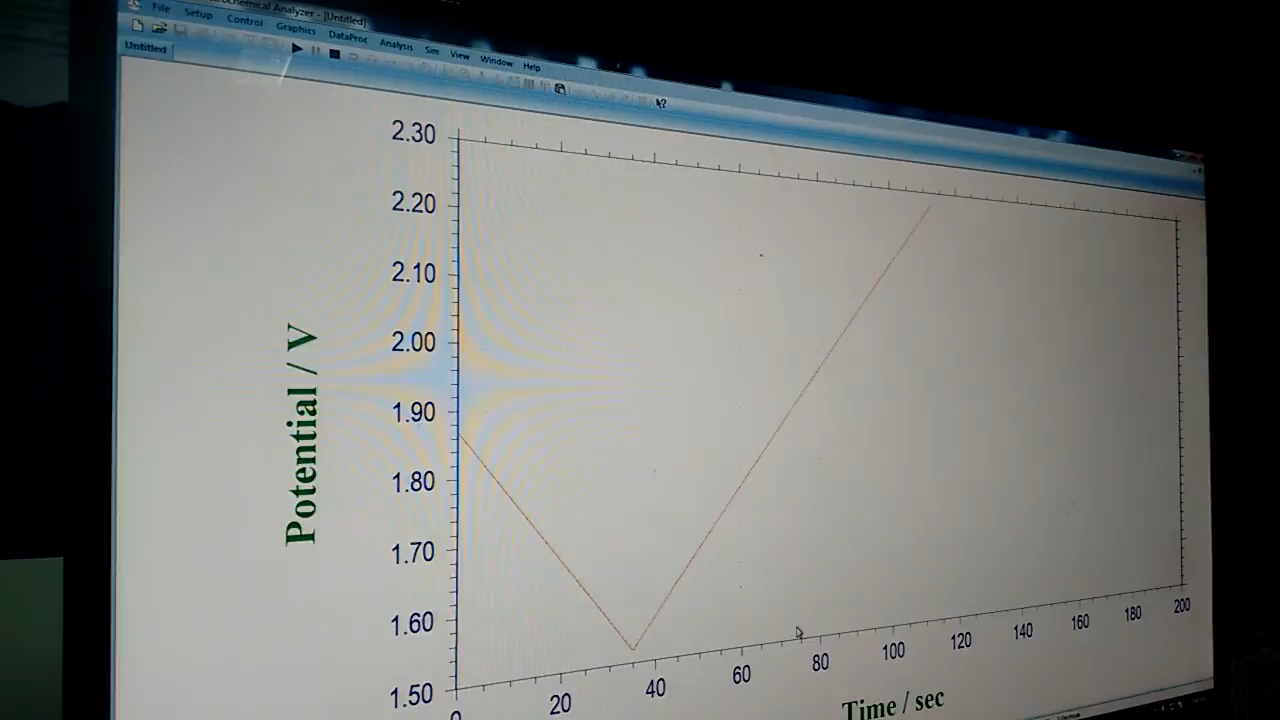 rochemical Analyzer - [Untitled]
File Setup Control Graphics DataProc Analysis Sim View Window Help
Untitled
2.30
2.20
2.10
2.00
1.90
1.80
1.70
1.60
1.50
Potential / V
0 20 40 60 80 100 120 140 160 180 200
Time / sec